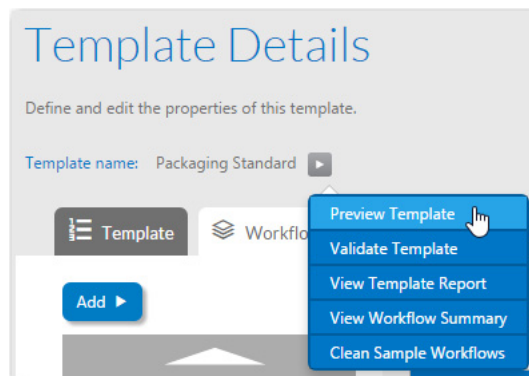 Template Details
Define and edit the properties of this template.
Template name: Packaging Standard
Template
Workflo
Preview Template
Validate Template
View Template Report
View Workflow Summary
Clean Sample Workflows
Add